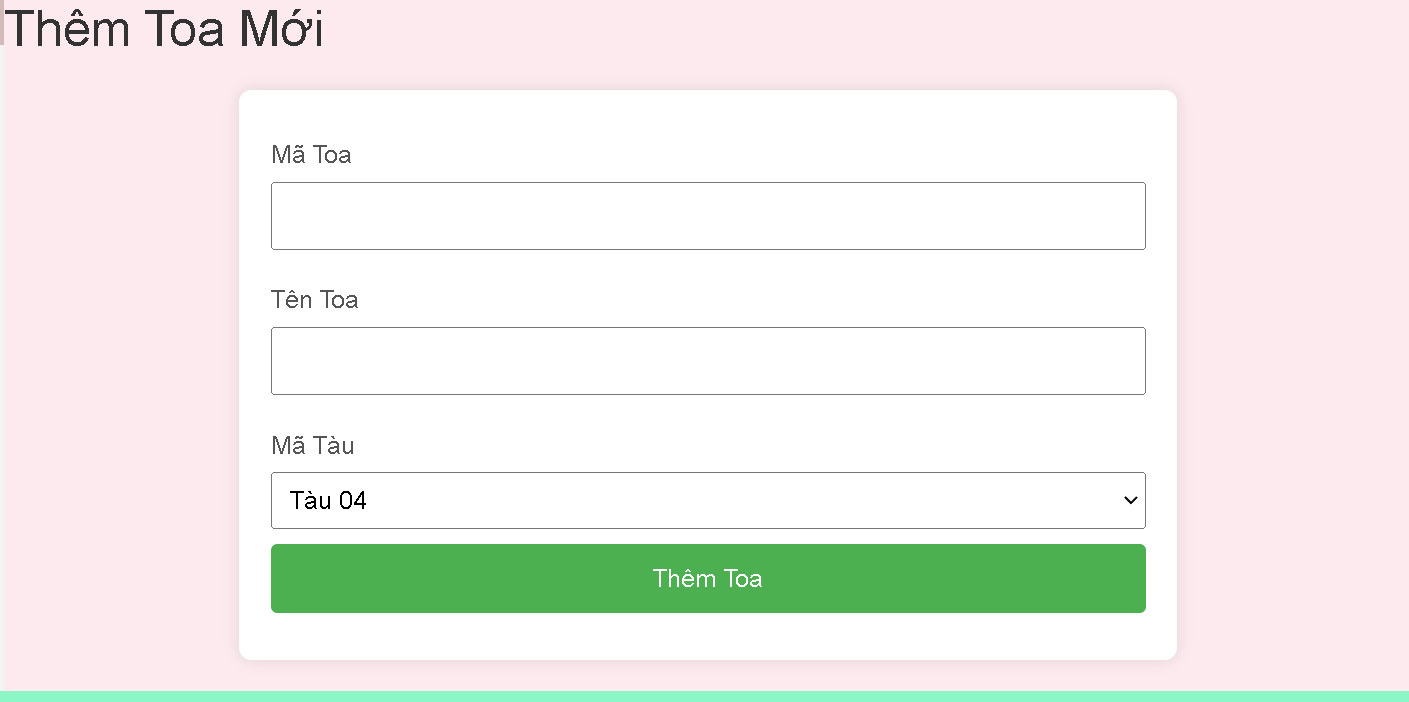 Thêm Toa Mới
Mã Toa
Tên Toa
Mã Tàu
Tàu 04
Thêm Toa